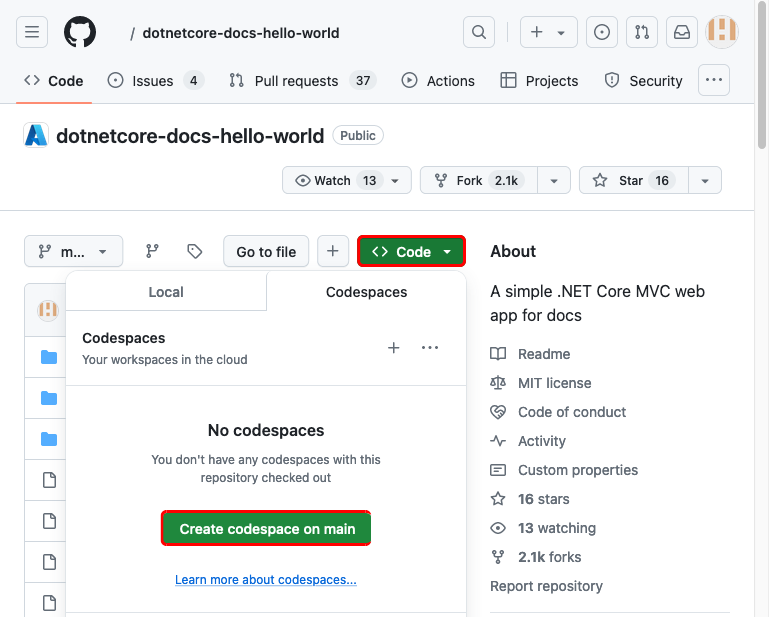 / dotnetcore-docs-hello-world
Code Issues 4 Pull requests 37 Actions Projects Security
dotnetcore-docs-hello-world Public
Watch 13 Fork 2.1k Star 16
m... Go to file Code
About
Local Codespaces
A simple .NET Core MVC web
app for docs
Codespaces
Your workspaces in the cloud
No codespaces
You don't have any codespaces with this
repository checked out
Create codespace on main
Learn more about codespaces...
Readme
MIT license
Code of conduct
Activity
Custom properties
16 stars
13 watching
2.1k forks
Report repository